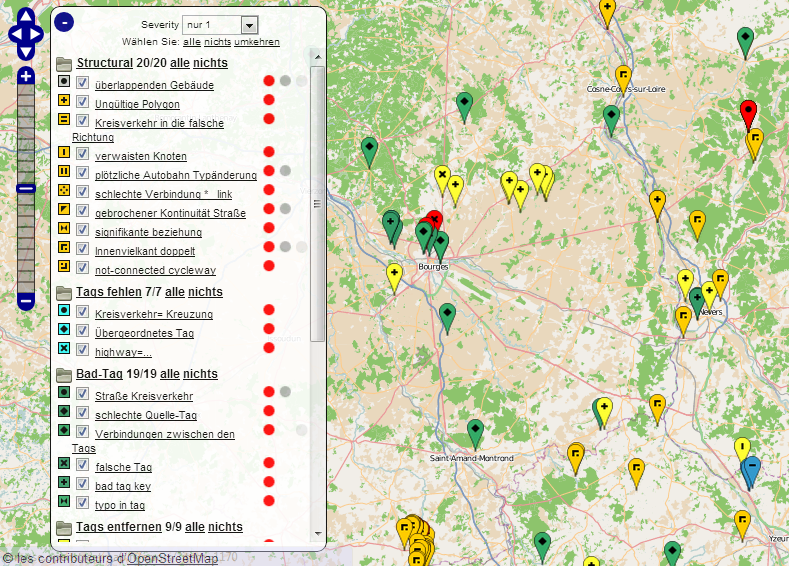 Severity nur 1
Wählen Sie: alle nichts umkehren
Structural 20/20 alle nichts
überlappenden Gebäude
Ungültige Polygon
Kreisverkehr in die falsche
Richtung
verwaisten Knoten
plötzliche Autobahn Typänderung
schlechte Verbindung *_link
gebrochener Kontinuität Straße
signifikante beziehung
Innenvielkant doppelt
not-connected cycleway
Tags fehlen 7/7 alle nichts
Kreisverkehr= Kreuzung
Übergeordnetes Tag
highway=...
Bad-Tag 19/19 alle nichts
Straße Kreisverkehr
schlechte Quelle-Tag
Verbindungen zwischen den
Tags
falsche Tag
bad tag key
typo in tag
Tags entfernen 9/9 alle nichts
© les contributeurs d'OpenStreetMap
Cosne-Cours-sur-Loire
Bourges
Nevers
Saint-Amand-Montrond
Yzeur